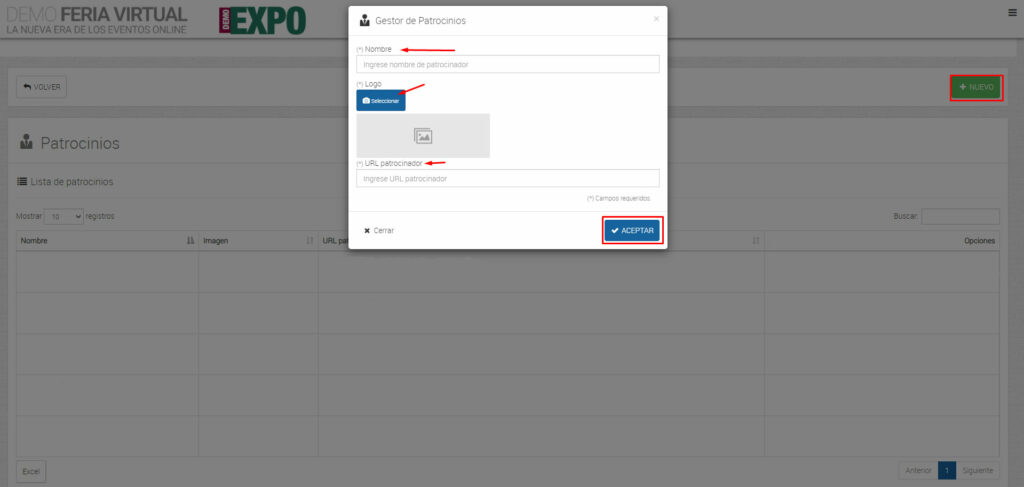 DEMO FERIA VIRTUAL
LA NUEVA ERA DE LOS EVENTOS ONLINE
DEMO EXPO
Gestor de Patrocinios
×
(*) Nombre
Ingrese nombre de patrocinador
(*) Logo
Seleccionar
(*) URL patrocinador
Ingrese URL patrocinador
(*) Campos requeridos
Cerrar
ACEPTAR
VOLVER
NUEVO
Patrocinios
Lista de patrocinios
Mostrar 10 registros
Buscar:
Nombre Imagen URL pat Opciones
Excel
Anterior 1 Siguiente